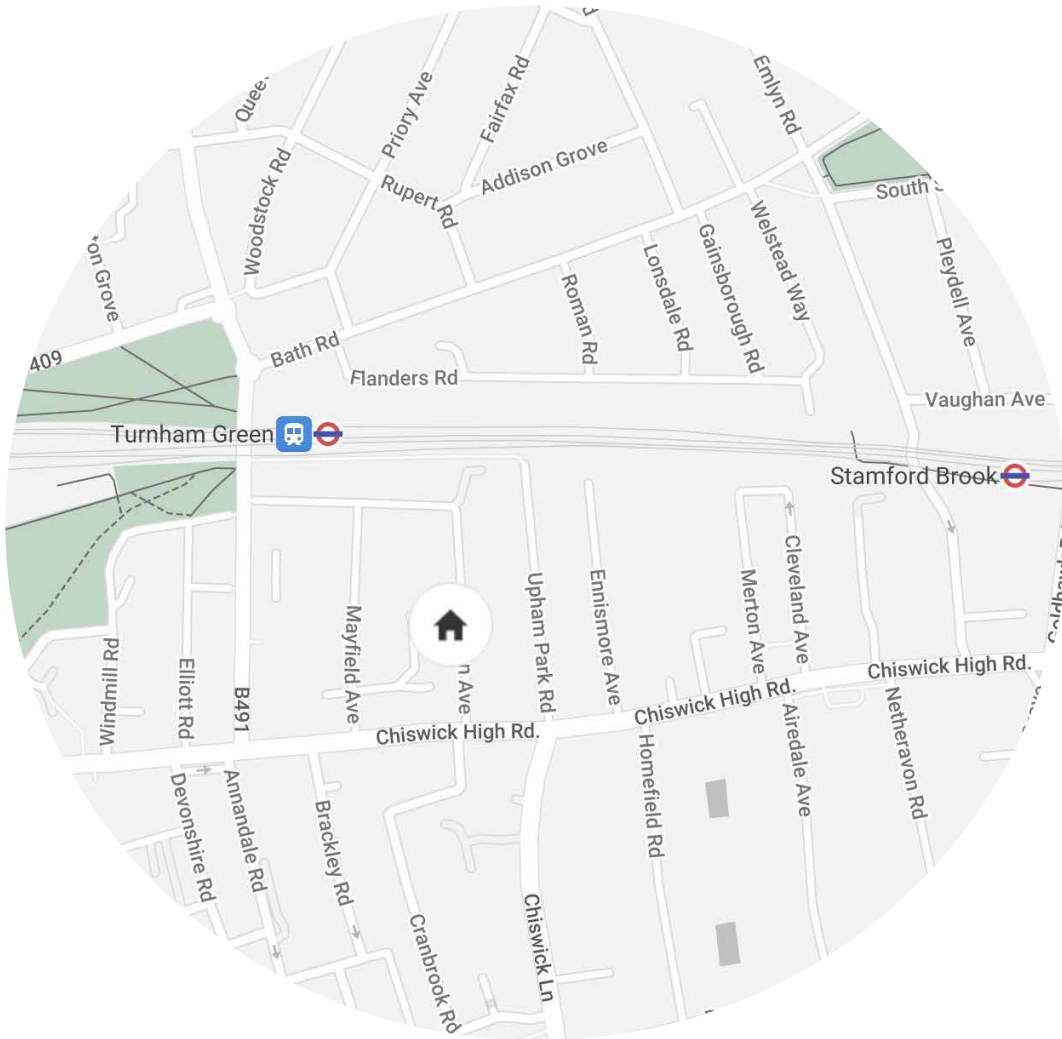 Emlyn Rd
Fairfax Rd
Priory Ave
Woodstock Rd
Addison Grove
Rupert Rd
South
Welstead Way
Gainsborough Rd
Lonsdale Rd
Roman Rd
Pleydell Ave
on Grove
409
Bath Rd
Flanders Rd
Vaughan Ave
Turnham Green
Stamford Brook
Cleveland Ave
Merton Ave
Ennismore Ave
Upham Park Rd
Mayfield Ave
n Ave
Windmill Rd
Elliott Rd
B491
Chiswick High Rd.
Chiswick High Rd.
Chiswick High Rd.
Netheravon Rd
Airedale Ave
Homefield Rd
Devonshire Rd
Annandale Rd
Brackley Rd
Cranbrook Rd
Chiswick Ln